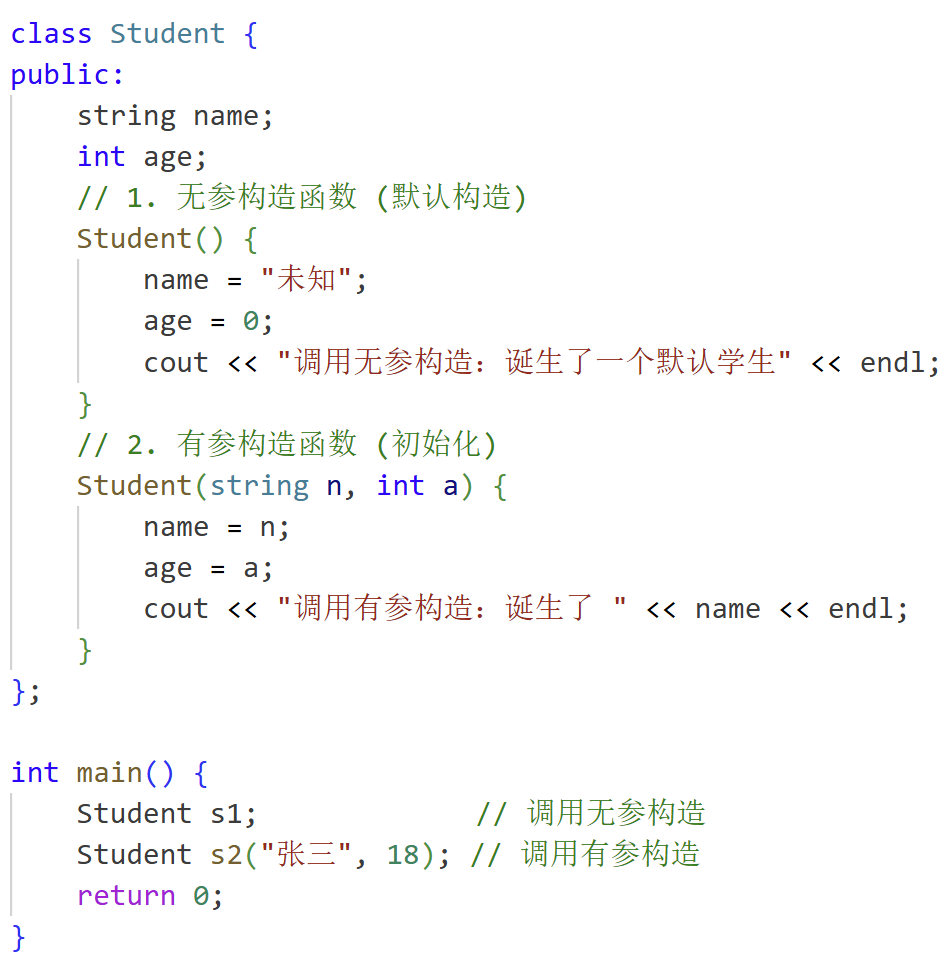 class Student {
public:
    string name;
    int age;
    // 1. 无参构造函数 (默认构造)
    Student() {
        name = "未知";
        age = 0;
        cout << "调用无参构造：诞生了一个默认学生" << endl;
    }
    // 2. 有参构造函数 (初始化)
    Student(string n, int a) {
        name = n;
        age = a;
        cout << "调用有参构造：诞生了 " << name << endl;
    }
};

int main() {
    Student s1;             // 调用无参构造
    Student s2("张三", 18); // 调用有参构造
    return 0;
}